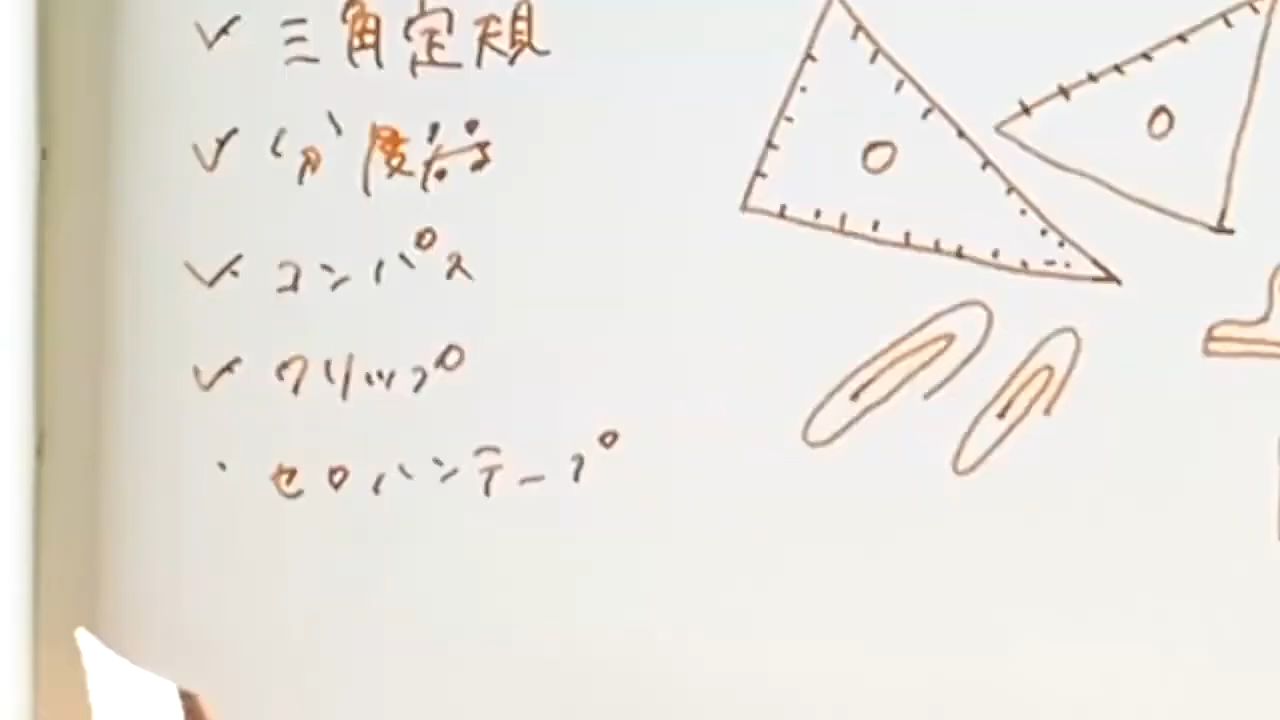 ✓ 三角定規
✓ 分度器
✓ コンパス
✓ クリップ
・セロハンテープ